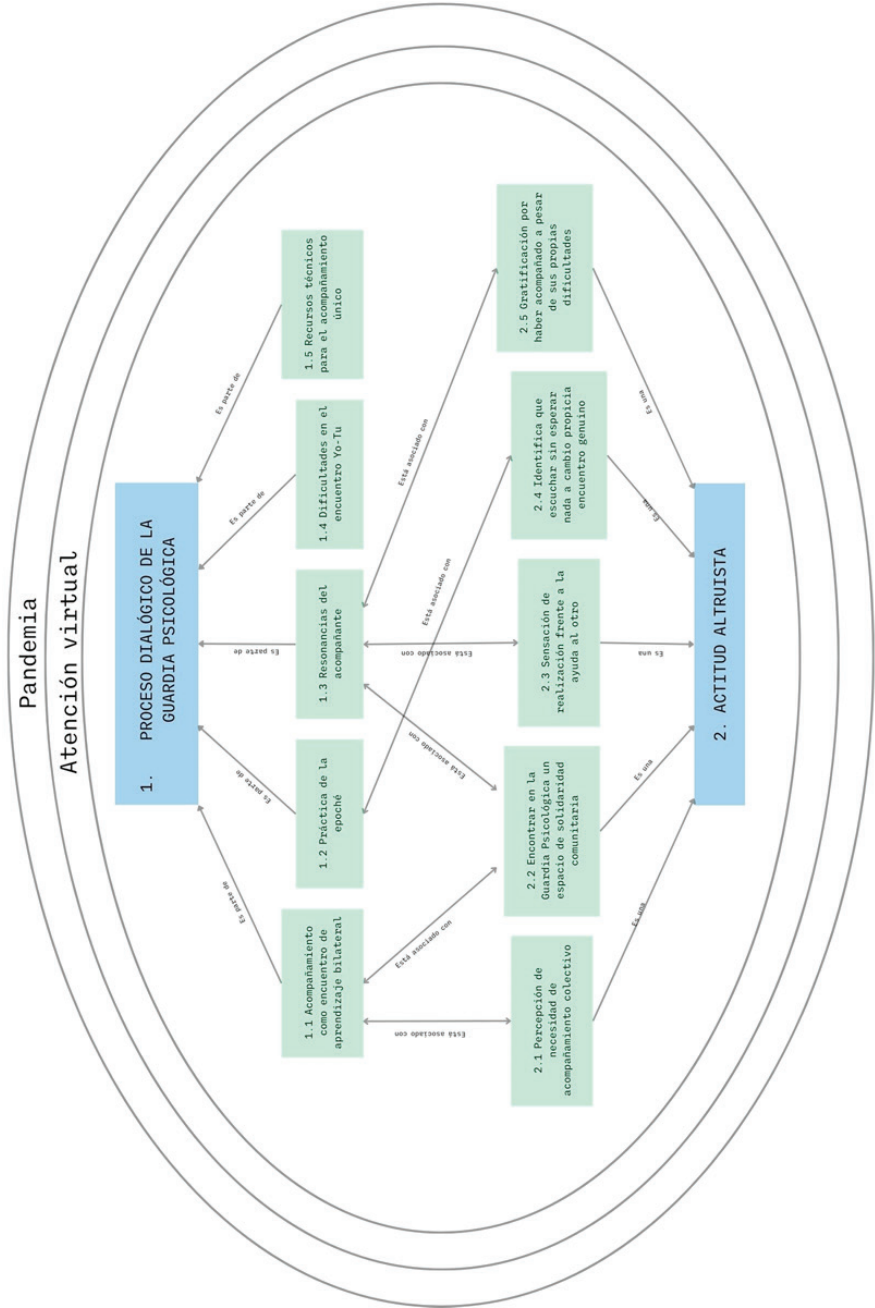 Pandemia
Atención virtual
1. PROCESO DIALÓGICO DE LA
GUARDIA PSICOLÓGICA
Es parte de
Es parte de
Es parte de
Es parte de
Es parte de
1.1 Acompañamiento
como encuentro de
aprendizaje bilateral
1.2 Práctica de la
epoché
1.3 Resonancias del
acompañante
1.4 Dificultades en el
encuentro Yo-Tu
1.5 Recursos técnicos
para el acompañamiento
único
Está asociado con
Está asociado con
Está asociado con
Está asociado con
Está asociado con
Está asociado con
2.1 Percepción de
necesidad de
acompañamiento colectivo
2.2 Encontrar en la
Guardia Psicológica un
espacio de solidaridad
comunitaria
2.3 Sensación de
realización frente a la
ayuda al otro
2.4 Identifica que
escuchar sin esperar
nada a cambio propicia
encuentro genuino
2.5 Gratificación por
haber acompañado a pesar
de sus propias
dificultades
Es una
Es una
Es una
Es una
Es una
2. ACTITUD ALTRUISTA